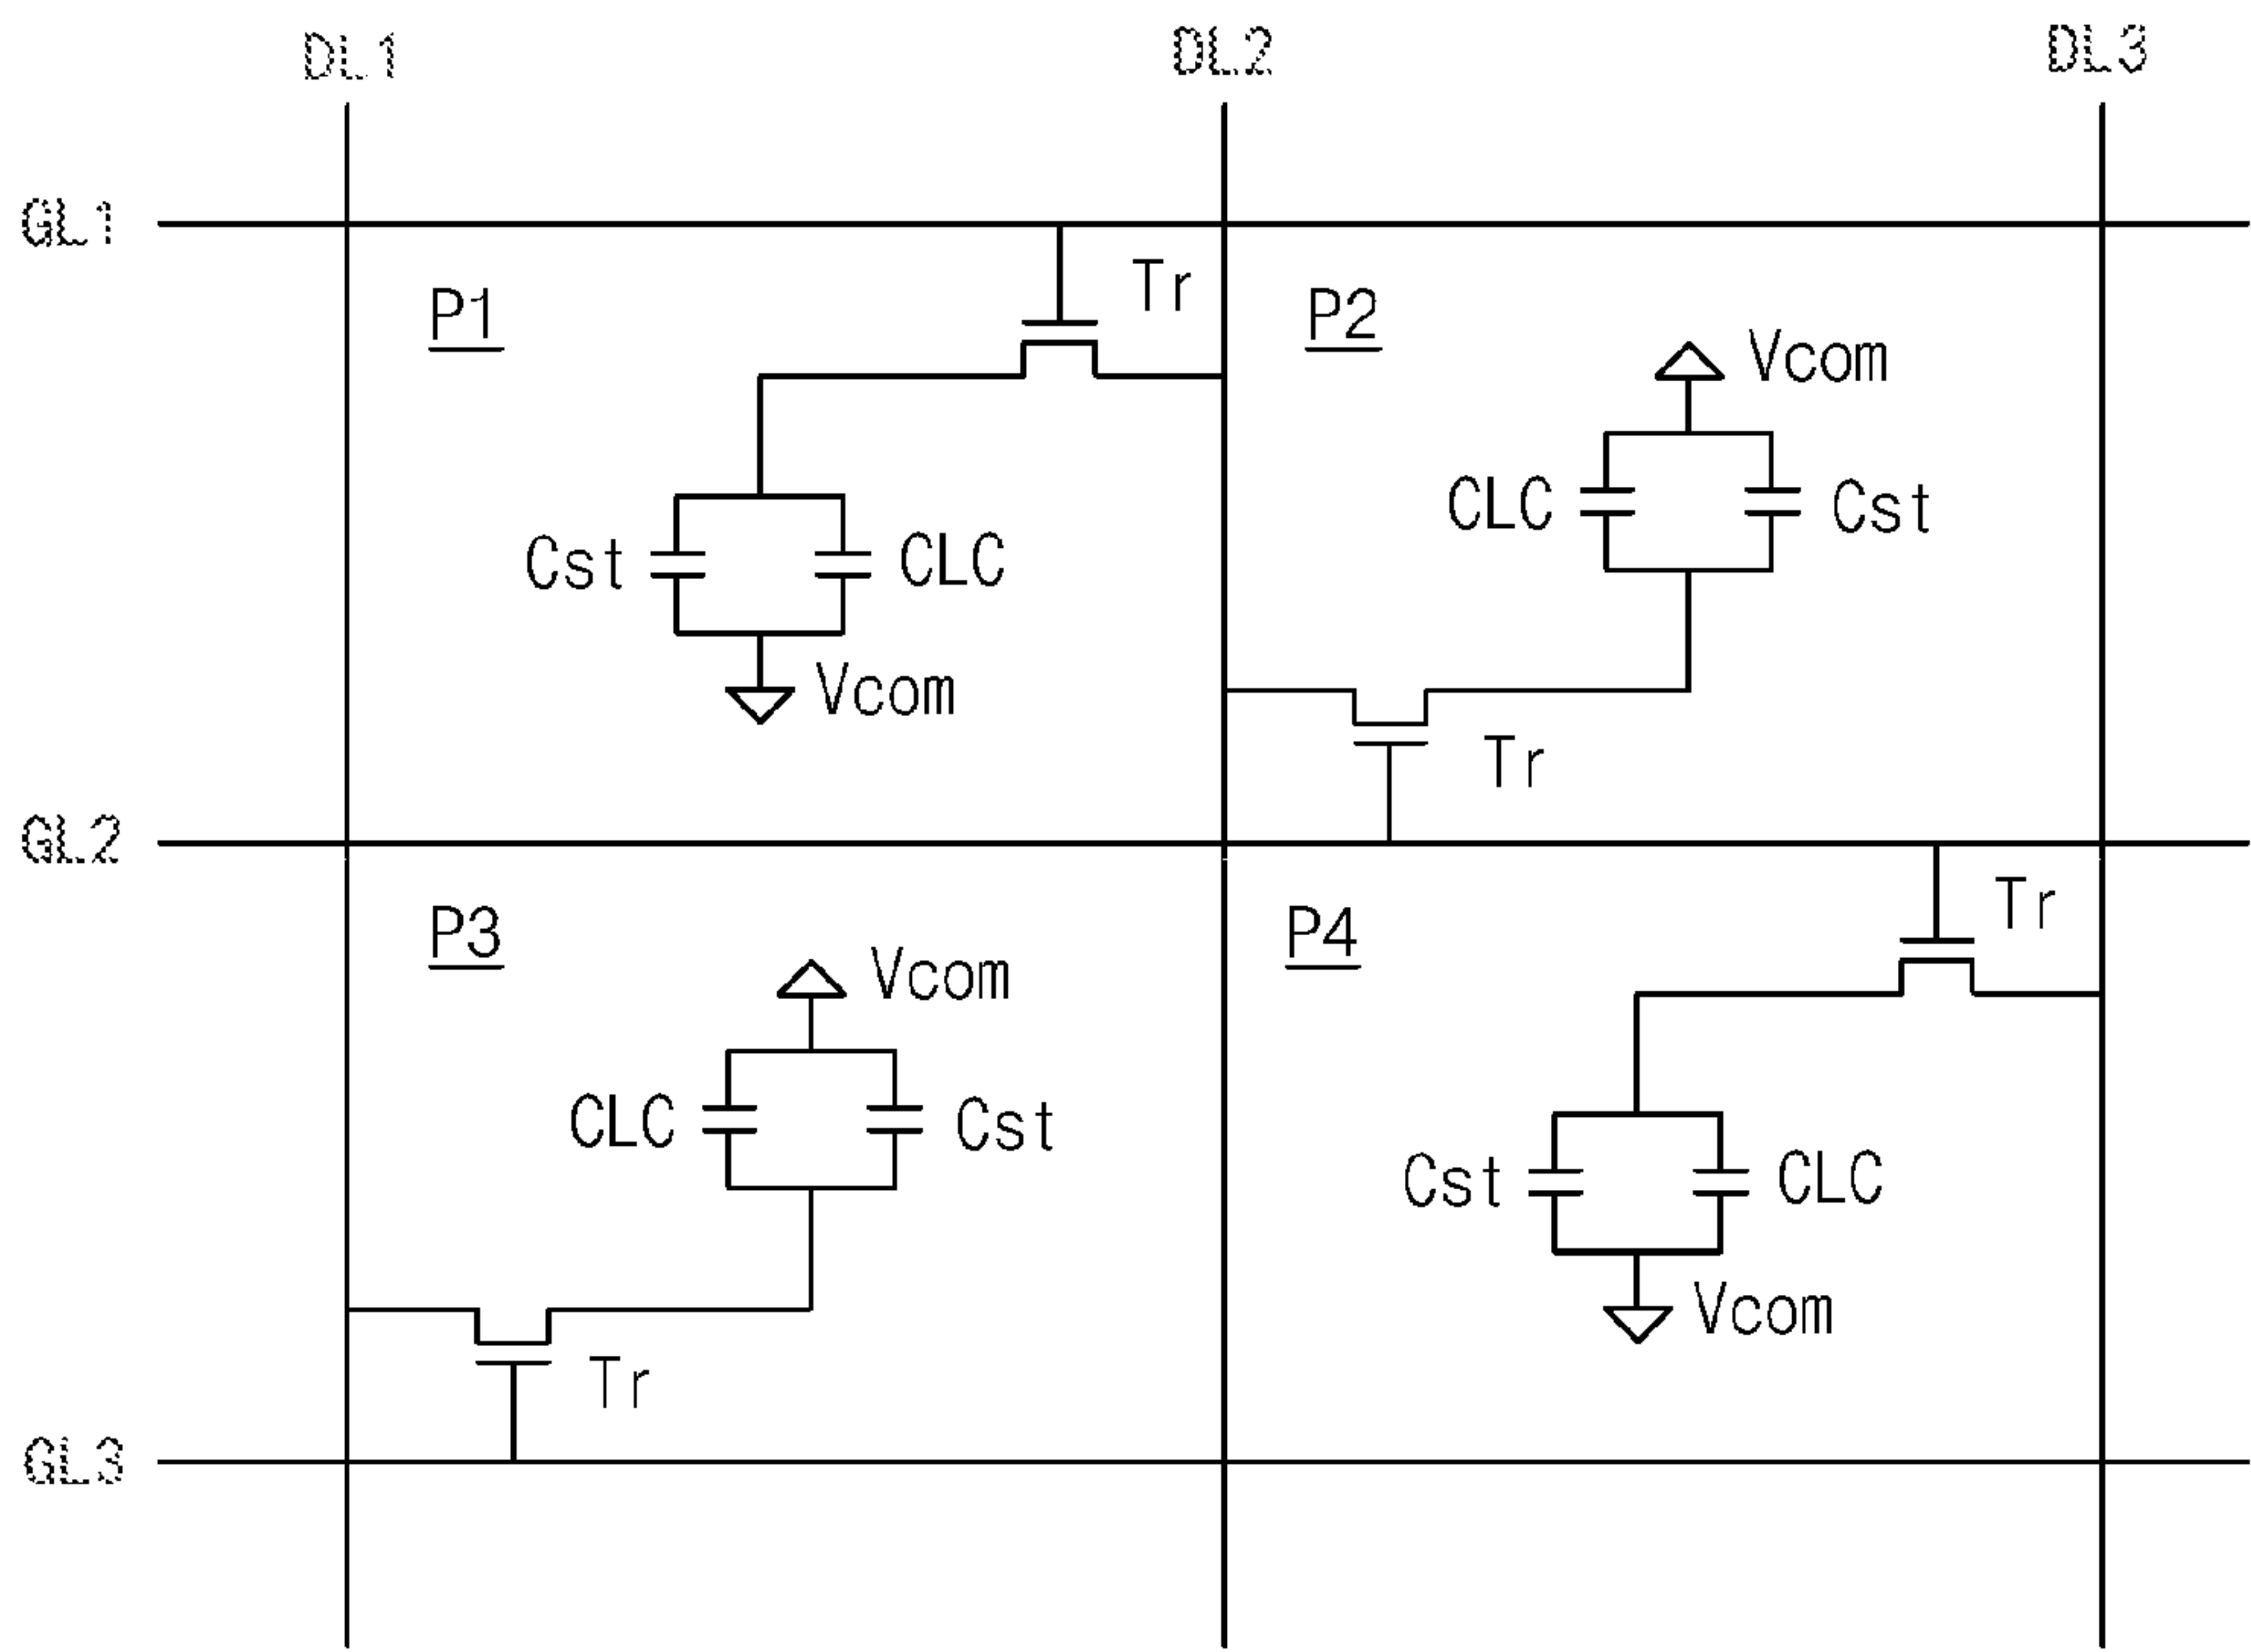 DL1 DL2 DL3
GL1
Tr
P1 P2
Vcom
CLC Cst
Cst CLC
Vcom
Tr
GL2
Tr
P3 P4
Vcom
CLC Cst
Cst CLC
Vcom
Tr
GL3